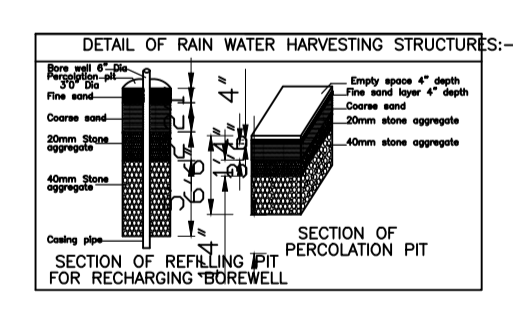 DETAIL OF RAIN WATER HARVESTING STRUCTURES:-
Bore well 6" Dia
Percolation pit
3'0" Dia
Fine sand
Coarse sand
20mm Stone
aggregate
40mm Stone
aggregate
Casing pipe
SECTION OF REFILLING PIT
FOR RECHARGING BOREWELL
4"
Empty space 4" depth
Fine sand layer 4" depth
Coarse sand
20mm stone aggregate
40mm stone aggregate
SECTION OF
PERCOLATION PIT